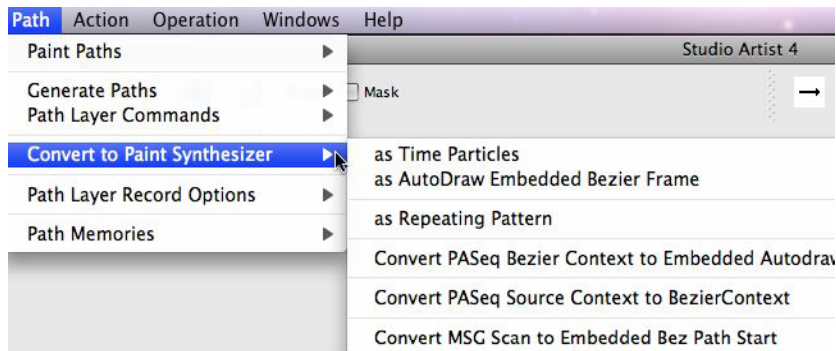 Path Action Operation Windows Help
Paint Paths
Studio Artist 4
Generate Paths
Mask
Path Layer Commands
Convert to Paint Synthesizer
as Time Particles
as AutoDraw Embedded Bezier Frame
Path Layer Record Options
as Repeating Pattern
Path Memories
Convert PASeq Bezier Context to Embedded Autodraw
Convert PASeq Source Context to BezierContext
Convert MSG Scan to Embedded Bez Path Start